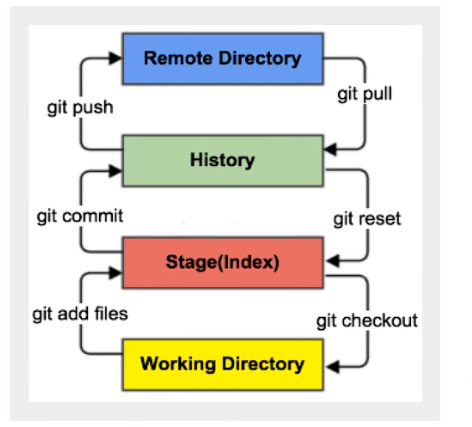 Remote Directory
git push
git pull
History
git commit
git reset
Stage(Index)
git add files
git checkout
Working Directory